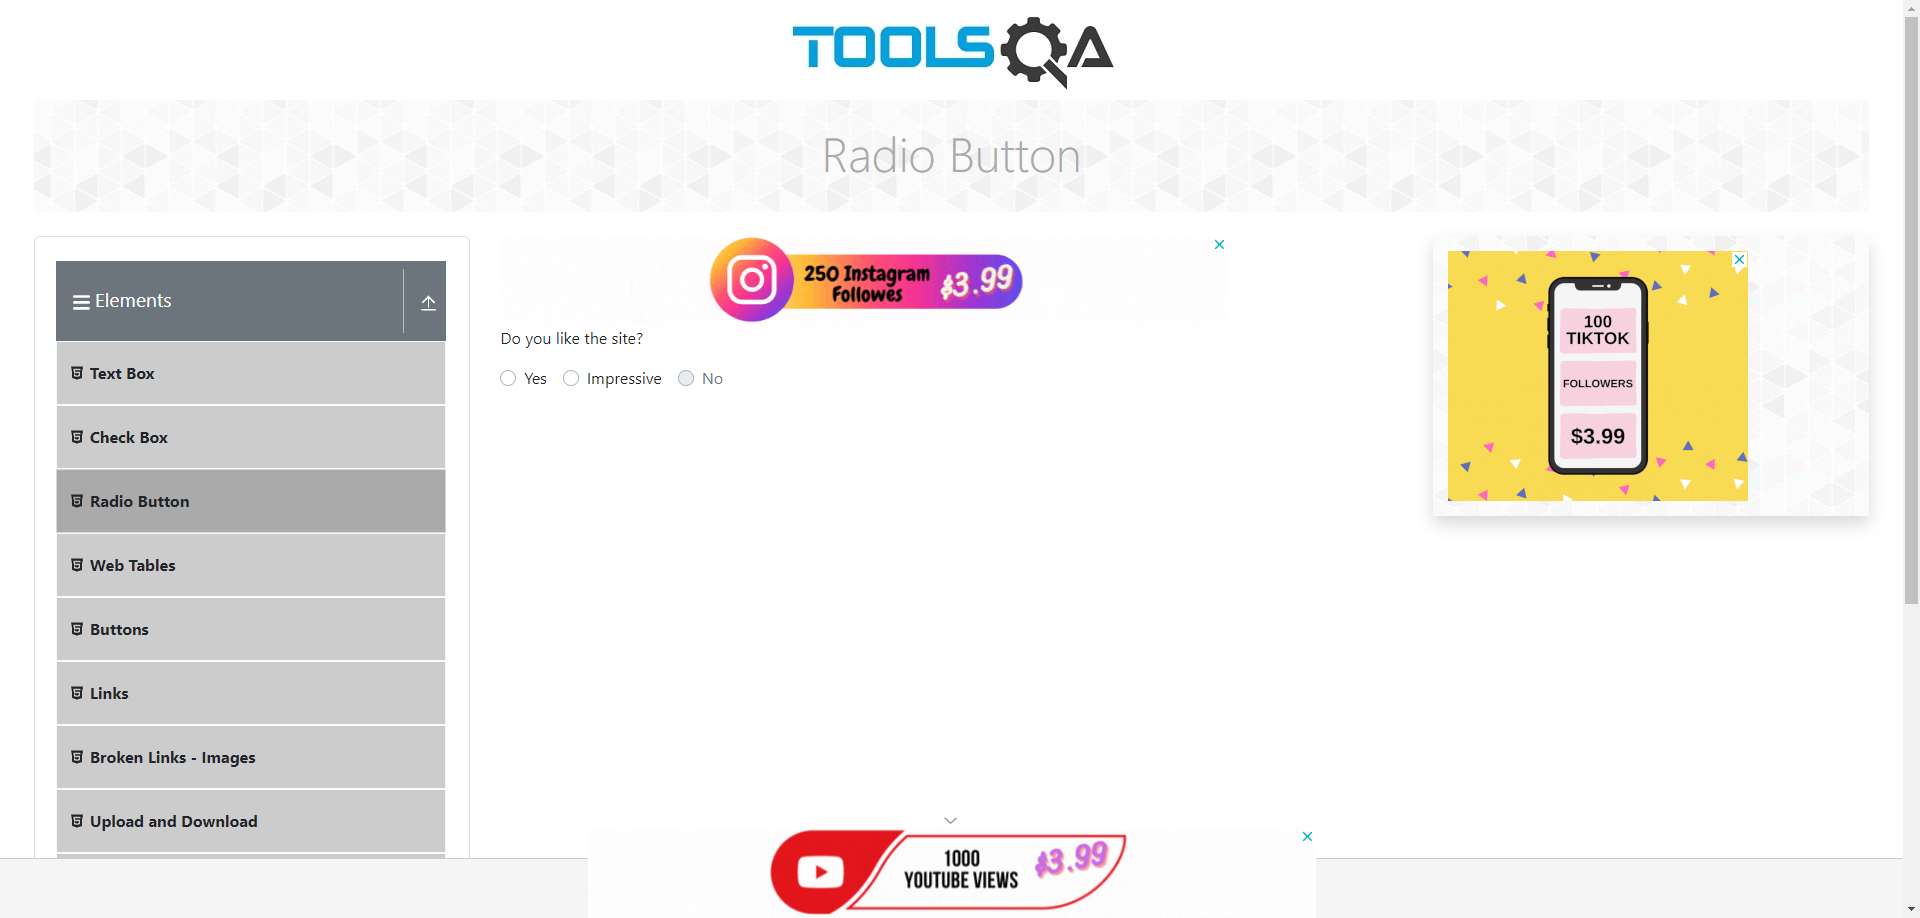 TOOLSQA
Radio Button
Elements
Text Box
Check Box
Radio Button
Web Tables
Buttons
Links
Broken Links - Images
Upload and Download
250 Instagram
Followes
$3.99
Do you like the site?
Yes
Impressive
No
100
TIKTOK
FOLLOWERS
$3.99
1000
YOUTUBE VIEWS
$3.99